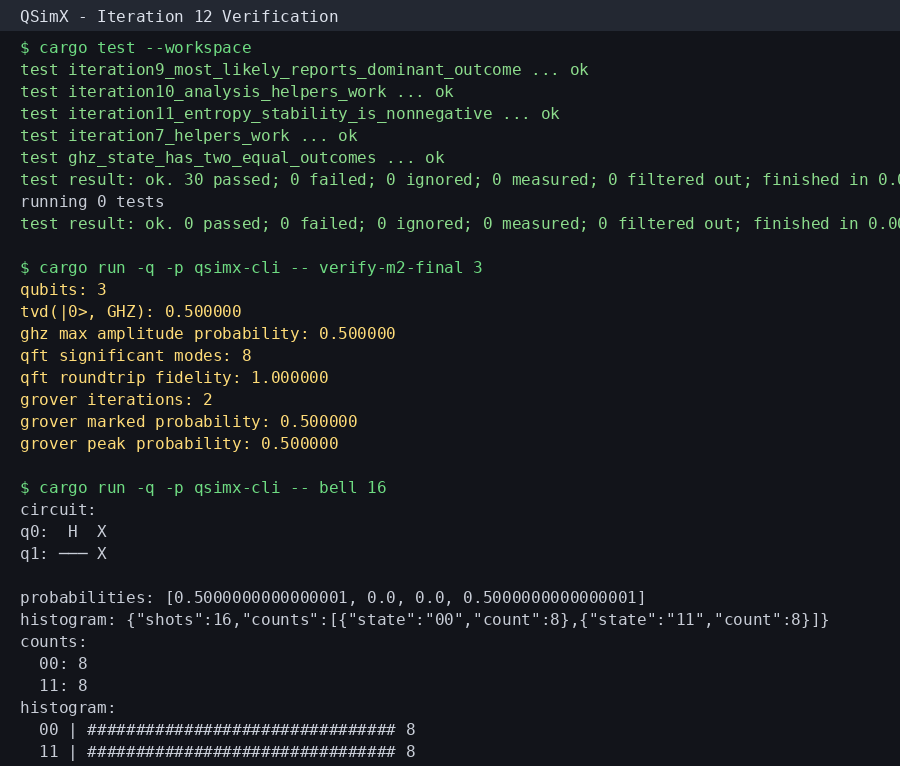 QSimX - Iteration 12 Verification
$ cargo test --workspace
test iteration9_most_likely_reports_dominant_outcome ... ok
test iteration10_analysis_helpers_work ... ok
test iteration11_entropy_stability_is_nonnegative ... ok
test iteration7_helpers_work ... ok
test ghz_state_has_two_equal_outcomes ... ok
test result: ok. 30 passed; 0 failed; 0 ignored; 0 measured; 0 filtered out; finished in 0.0
running 0 tests
test result: ok. 0 passed; 0 failed; 0 ignored; 0 measured; 0 filtered out; finished in 0.00
$ cargo run -q -p qsimx-cli -- verify-m2-final 3
qubits: 3
tvd(|0>, GHZ): 0.500000
ghz max amplitude probability: 0.500000
qft significant modes: 8
qft roundtrip fidelity: 1.000000
grover iterations: 2
grover marked probability: 0.500000
grover peak probability: 0.500000
$ cargo run -q -p qsimx-cli -- bell 16
circuit:
q0:  H  X
q1: ─── X
probabilities: [0.5000000000000001, 0.0, 0.0, 0.5000000000000001]
histogram: {"shots":16,"counts":[{"state":"00","count":8},{"state":"11","count":8}]}
counts:
  00: 8
  11: 8
histogram:
  00 | ################################ 8
  11 | ################################ 8